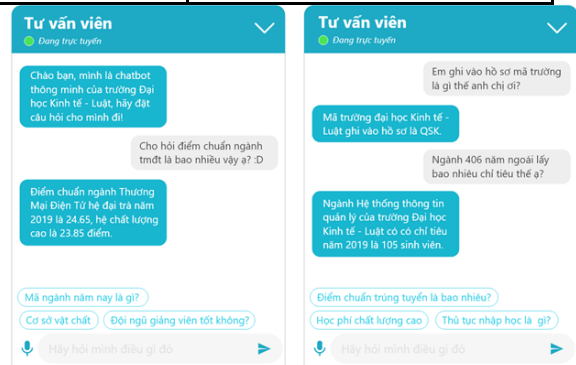 Tư vấn viên
Đang trực tuyến
Chào bạn, mình là chatbot
thông minh của trường Đại
học Kinh tế - Luật, hãy đặt
câu hỏi cho mình đi!
Cho hỏi điểm chuẩn ngành
tmđt là bao nhiêu vậy ạ? :D
Điểm chuẩn ngành Thương
Mại Điện Tử hệ đại trà năm
2019 là 24.65, hệ chất lượng
cao là 23.85 điểm.
Mã ngành năm nay là gì?
Cơ sở vật chất
Đội ngũ giảng viên tốt không?
Hãy hỏi mình điều gì đó
Tư vấn viên
Đang trực tuyến
Em ghi vào hồ sơ mã trường
là gì thế anh chị ơi?
Mã trường đại học Kinh tế -
Luật ghi vào hồ sơ là QSK.
Ngành 406 năm ngoái lấy
bao nhiêu chỉ tiêu thế ạ?
Ngành Hệ thống thông tin
quản lý của trường Đại học
Kinh tế - Luật có có chỉ tiêu
năm 2019 là 105 sinh viên.
Điểm chuẩn trúng tuyển là bao nhiêu?
Học phí chất lượng cao
Thủ tục nhập học là gì?
Hãy hỏi mình điều gì đó